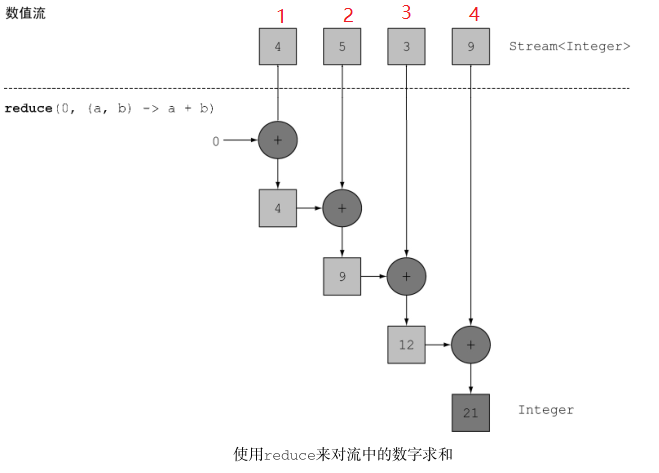 数值流
1 2 3 4
4 5 3 9 Stream<Integer>
reduce(0, (a, b) -> a + b)
0 +
4 +
9 +
12 +
21 Integer
使用reduce来对流中的数字求和